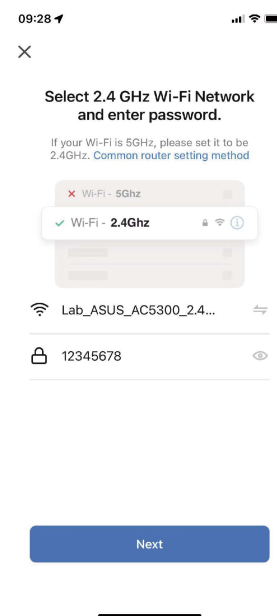 09:28
Select 2.4 GHz Wi-Fi Network
and enter password.
If your Wi-Fi is 5GHz, please set it to be
2.4GHz. Common router setting method
Wi-Fi - 5Ghz
Wi-Fi - 2.4Ghz
Lab_ASUS_AC5300_2.4...
12345678
Next